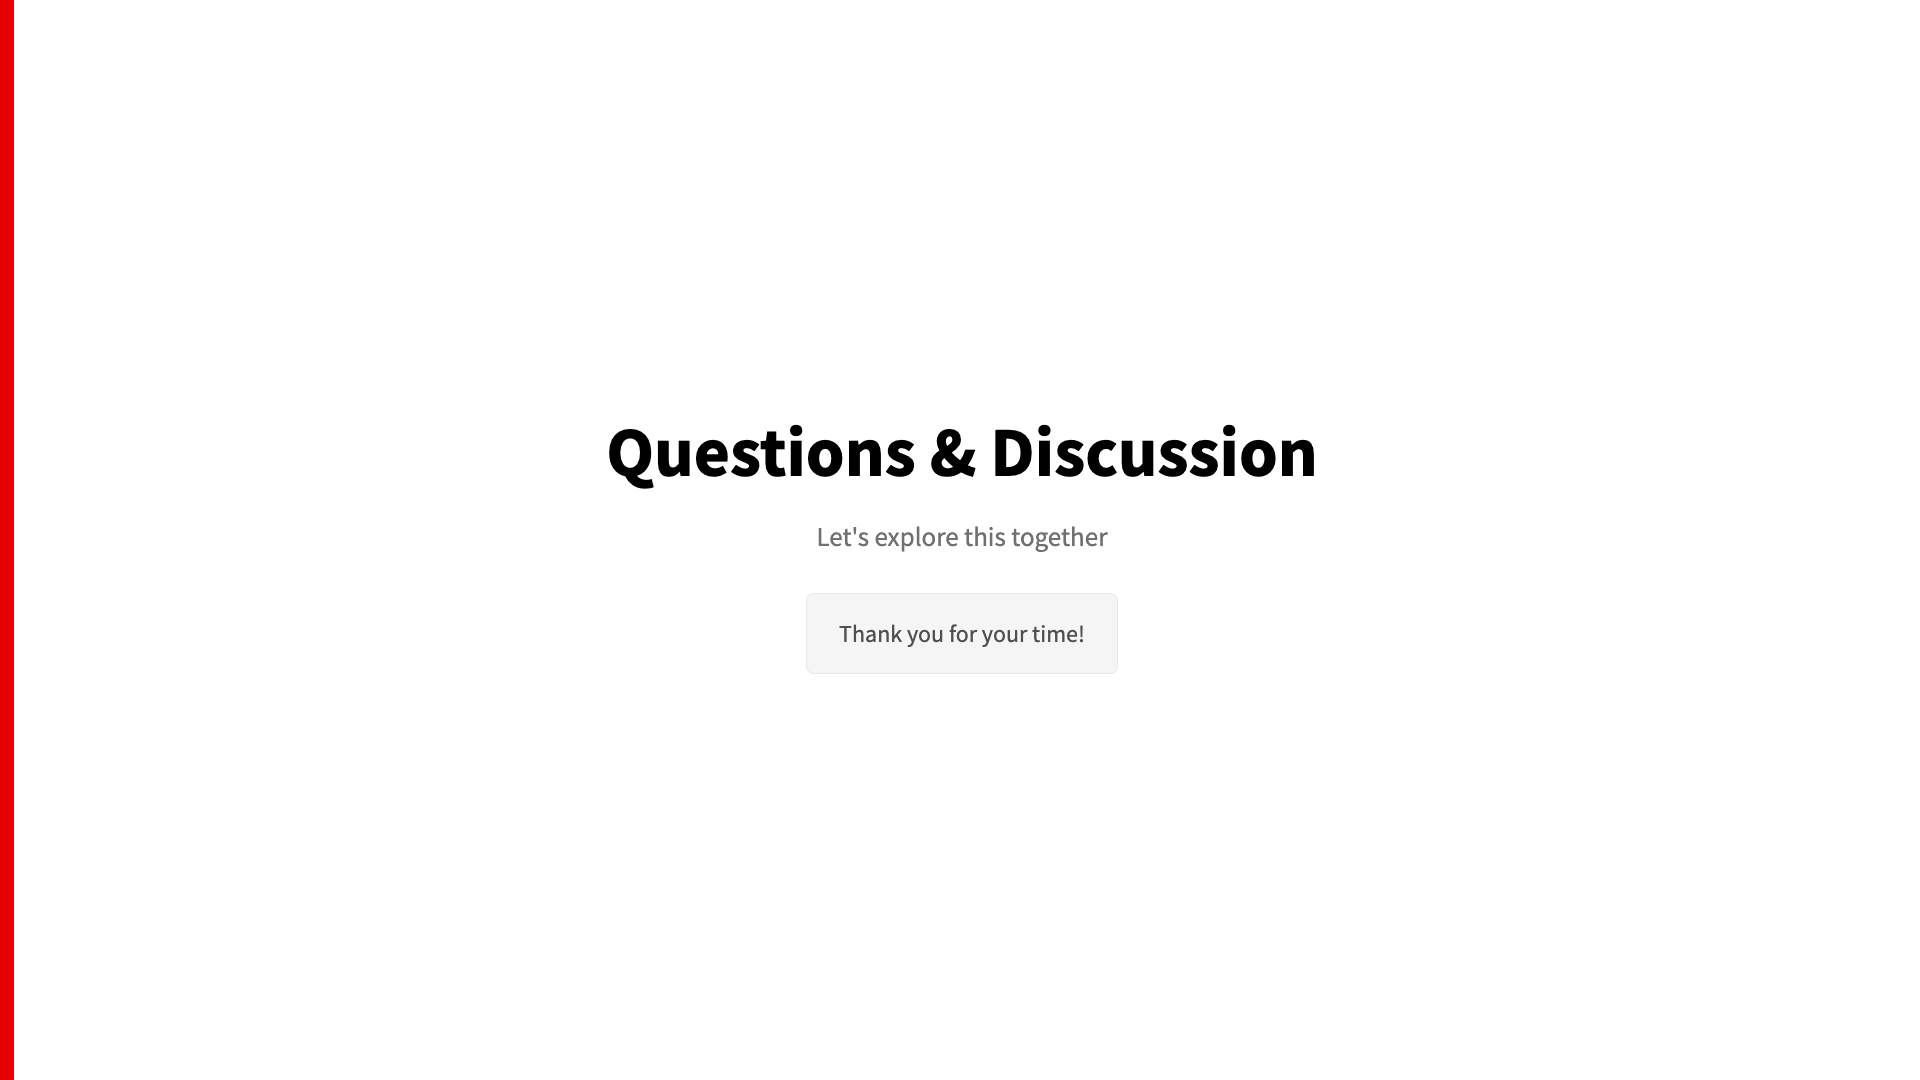 Questions & Discussion
Let's explore this together
Thank you for your time!